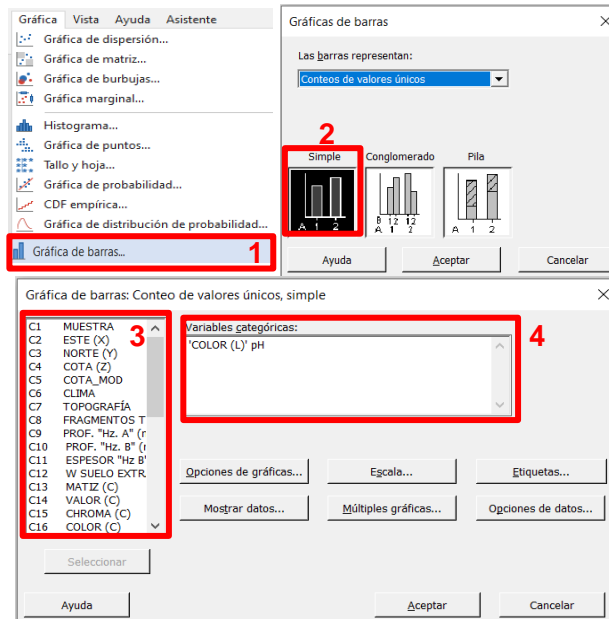 Gráfica Vista Ayuda Asistente
Gráfica de dispersión...
Gráfica de matriz...
Gráfica de burbujas...
Gráfica marginal...
Histograma...
Gráfica de puntos...
Tallo y hoja...
Gráfica de probabilidad...
CDF empírica...
Gráfica de distribución de probabilidad...
Gráfica de barras...
1
Gráficas de barras
Las barras representan:
Conteos de valores únicos
2
Simple Conglomerado Pila
A 1 2
B 12 12
A 1 2
A 1 2
Ayuda Aceptar Cancelar
Gráfica de barras: Conteo de valores únicos, simple
C1 MUESTRA
C2 ESTE (X)
C3 NORTE (Y)
C4 COTA (Z)
C5 COTA_MOD
C6 CLIMA
C7 TOPOGRAFÍA
C8 FRAGMENTOS T
C9 PROF. "Hz. A" (r
C10 PROF. "Hz. B" (r
C11 ESPESOR "Hz B"
C12 W SUELO EXTR
C13 MATIZ (C)
C14 VALOR (C)
C15 CHROMA (C)
C16 COLOR (C)
3
Variables categóricas:
'COLOR (L)' pH
4
Opciones de gráficas... Escala... Etiquetas...
Mostrar datos... Múltiples gráficas... Opciones de datos...
Seleccionar
Ayuda Aceptar Cancelar